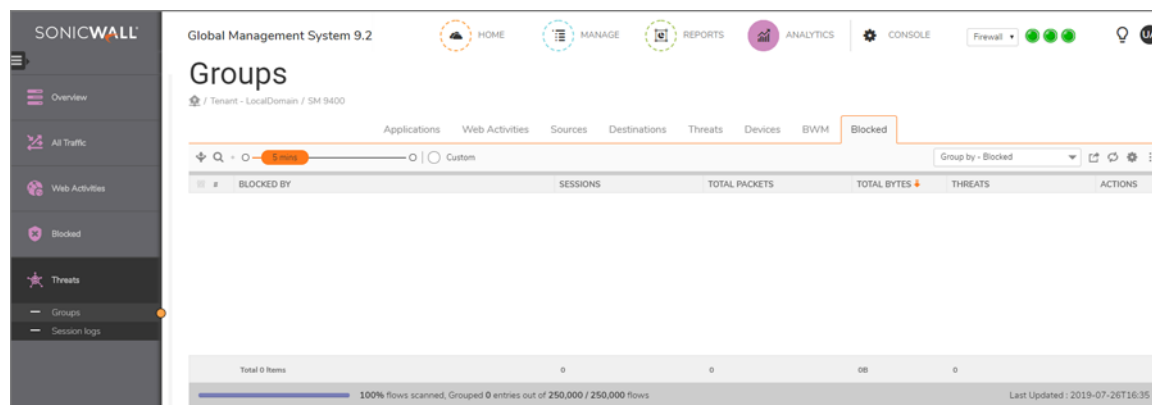 SONICWALL
Global Management System 9.2
HOME
MANAGE
REPORTS
ANALYTICS
CONSOLE
Firewall
Groups
/ Tenant - LocalDomain / SM 9400
Overview
All Traffic
Web Activities
Blocked
Threats
Groups
Session logs
Applications Web Activities Sources Destinations Threats Devices BWM Blocked
5 mins Custom Group by - Blocked
# BLOCKED BY SESSIONS TOTAL PACKETS TOTAL BYTES THREATS ACTIONS
Total 0 Items 0 0 0B 0
100% flows scanned, Grouped 0 entries out of 250,000 / 250,000 flows Last Updated : 2019-07-26T16:35